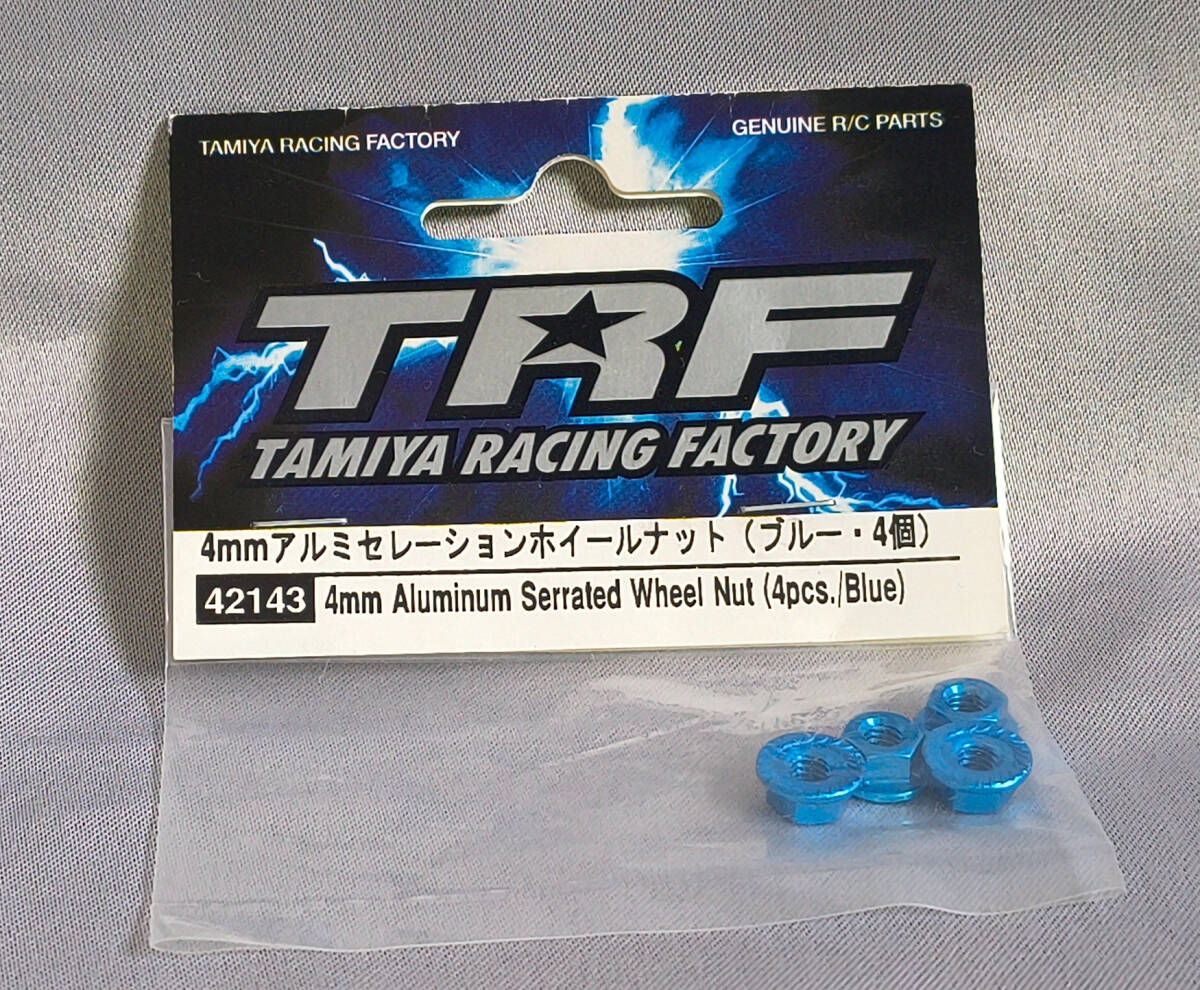 TAMIYA RACING FACTORY
GENUINE R/C PARTS
TRF
TAMIYA RACING FACTORY
4mmアルミセレーションホイールナット（ブルー・4個）
42143 4mm Aluminum Serrated Wheel Nut (4pcs./Blue)